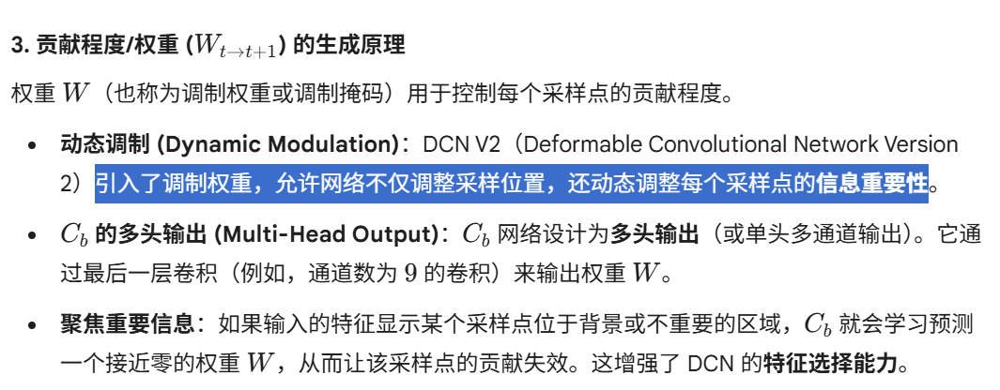 3. 贡献程度/权重 (W_{t→t+1}) 的生成原理
权重 W（也称为调制权重或调制掩码）用于控制每个采样点的贡献程度。
• 动态调制 (Dynamic Modulation)：DCN V2（Deformable Convolutional Network Version
2）引入了调制权重，允许网络不仅调整采样位置，还动态调整每个采样点的信息重要性。
• C_b 的多头输出 (Multi-Head Output)：C_b 网络设计为多头输出（或单头多通道输出）。它通
过最后一层卷积（例如，通道数为 9 的卷积）来输出权重 W。
• 聚焦重要信息：如果输入的特征显示某个采样点位于背景或不重要的区域，C_b 就会学习预测
一个接近零的权重 W，从而让该采样点的贡献失效。这增强了 DCN 的特征选择能力。